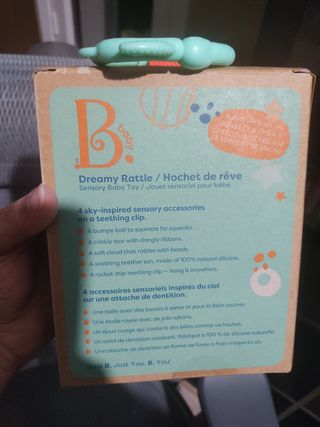 B.
baby
Dreamy Rattle / Hochet de rêve
Sensory Baby Toy / Jouet sensoriel pour bébé
4 sky-inspired sensory accessories
on a teething clip.
A bumpy ball to squeeze for squeaks.
A crinkly star with dangly ribbons.
A soft cloud that rattles with beads.
A soothing teether sun, made of 100% natural silicone.
A rocket ship teething clip – hang is anywhere.
4 accessoires sensoriels inspirés du ciel
sur une attache de dentition.
Une balle avec des bosses à serrer et pour la faire couiner.
Une étoile rayée avec de jolis rubans.
Un doux nuage qui contient des billes comme un hochet.
Un soleil de dentition apaisant, fabriqué à 100 % de silicone naturelle.
Une attache de dentition en forme de fusée à fixer n'importe où.
Just B. Just You. B. You